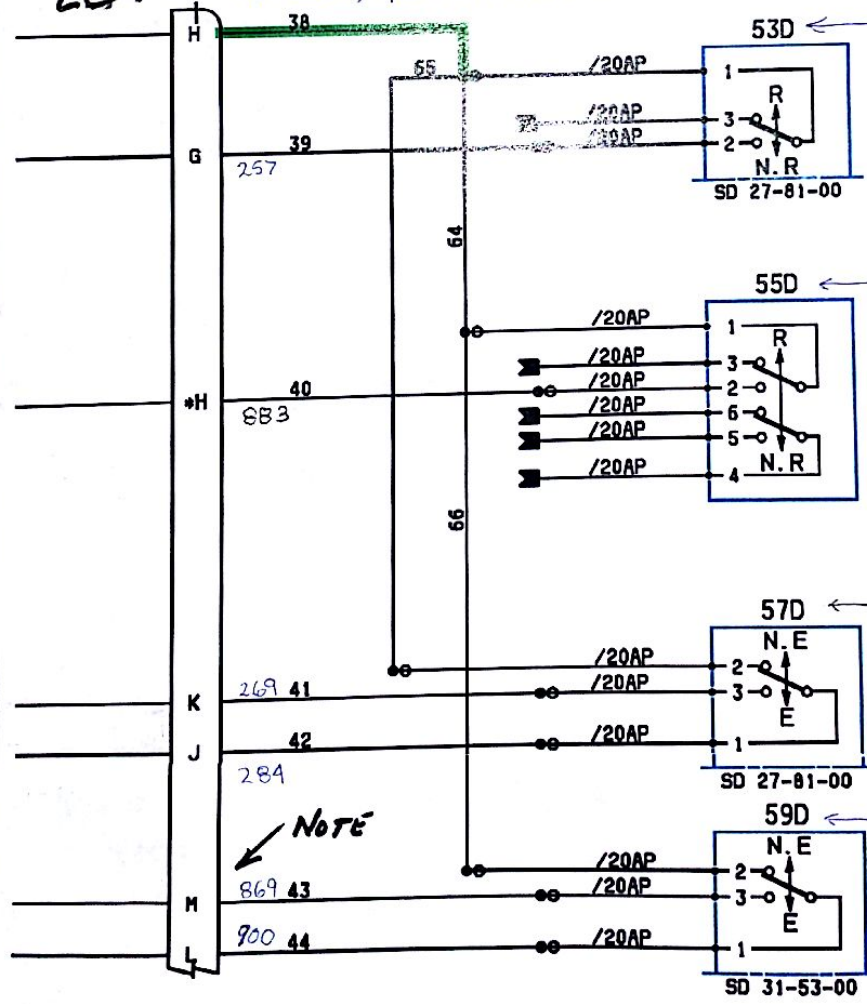 H 38
53D
65 /20AP 1
R
/20AP 3
G 39 /20AP 2
257
N.R
SD 27-81-00
64
55D
/20AP 1
R
/20AP 3
*H 40 /20AP 2
883
/20AP 6
/20AP 5
/20AP 4 N.R
66
57D
N.E
/20AP 2
K 269 41 /20AP 3
E
J 42 /20AP 1
284
SD 27-81-00
NOTE
59D
N.E
/20AP 2
M 869 43 /20AP 3
E
L 900 44 /20AP 1
SD 31-53-00